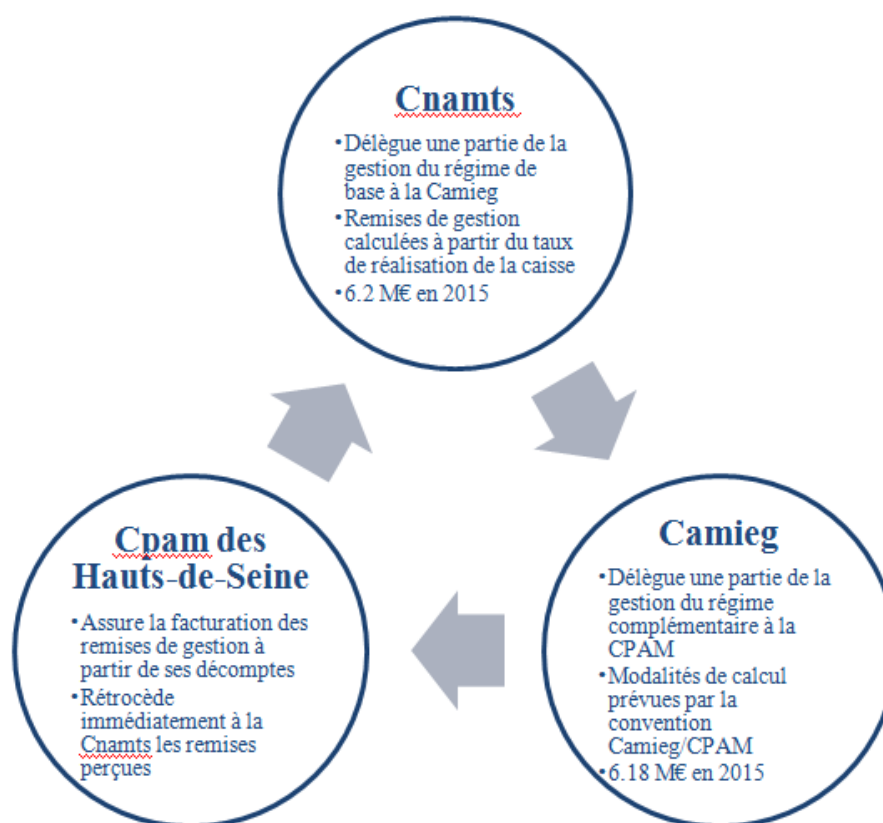 Cnamts
•Délègue une partie de la
gestion du régime de
base à la Camieg
•Remises de gestion
calculées à partir du taux
de réalisation de la caisse
•6.2 M€ en 2015
Camieg
•Délègue une partie de la
gestion du régime
complémentaire à la
CPAM
•Modalités de calcul
prévues par la
convention
Camieg/CPAM
•6.18 M€ en 2015
Cpam des
Hauts-de-Seine
•Assure la facturation des
remises de gestion à
partir de ses décomptes
•Rétrocède
immédiatement à la
Cnamts les remises
perçues